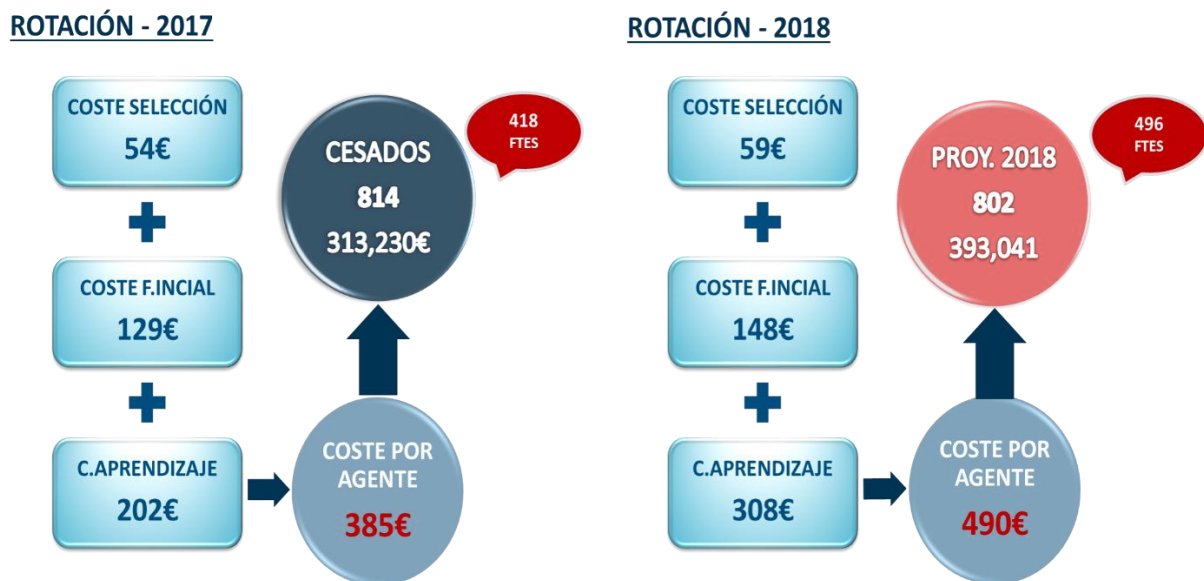 ROTACIÓN - 2017
COSTE SELECCIÓN
54€
COSTE F.INCIAL
129€
C.APRENDIZAJE
202€
COSTE POR
AGENTE
385€
CESADOS
814
313,230€
418
FTES
ROTACIÓN - 2018
COSTE SELECCIÓN
59€
COSTE F.INCIAL
148€
C.APRENDIZAJE
308€
COSTE POR
AGENTE
490€
PROY. 2018
802
393,041
496
FTES